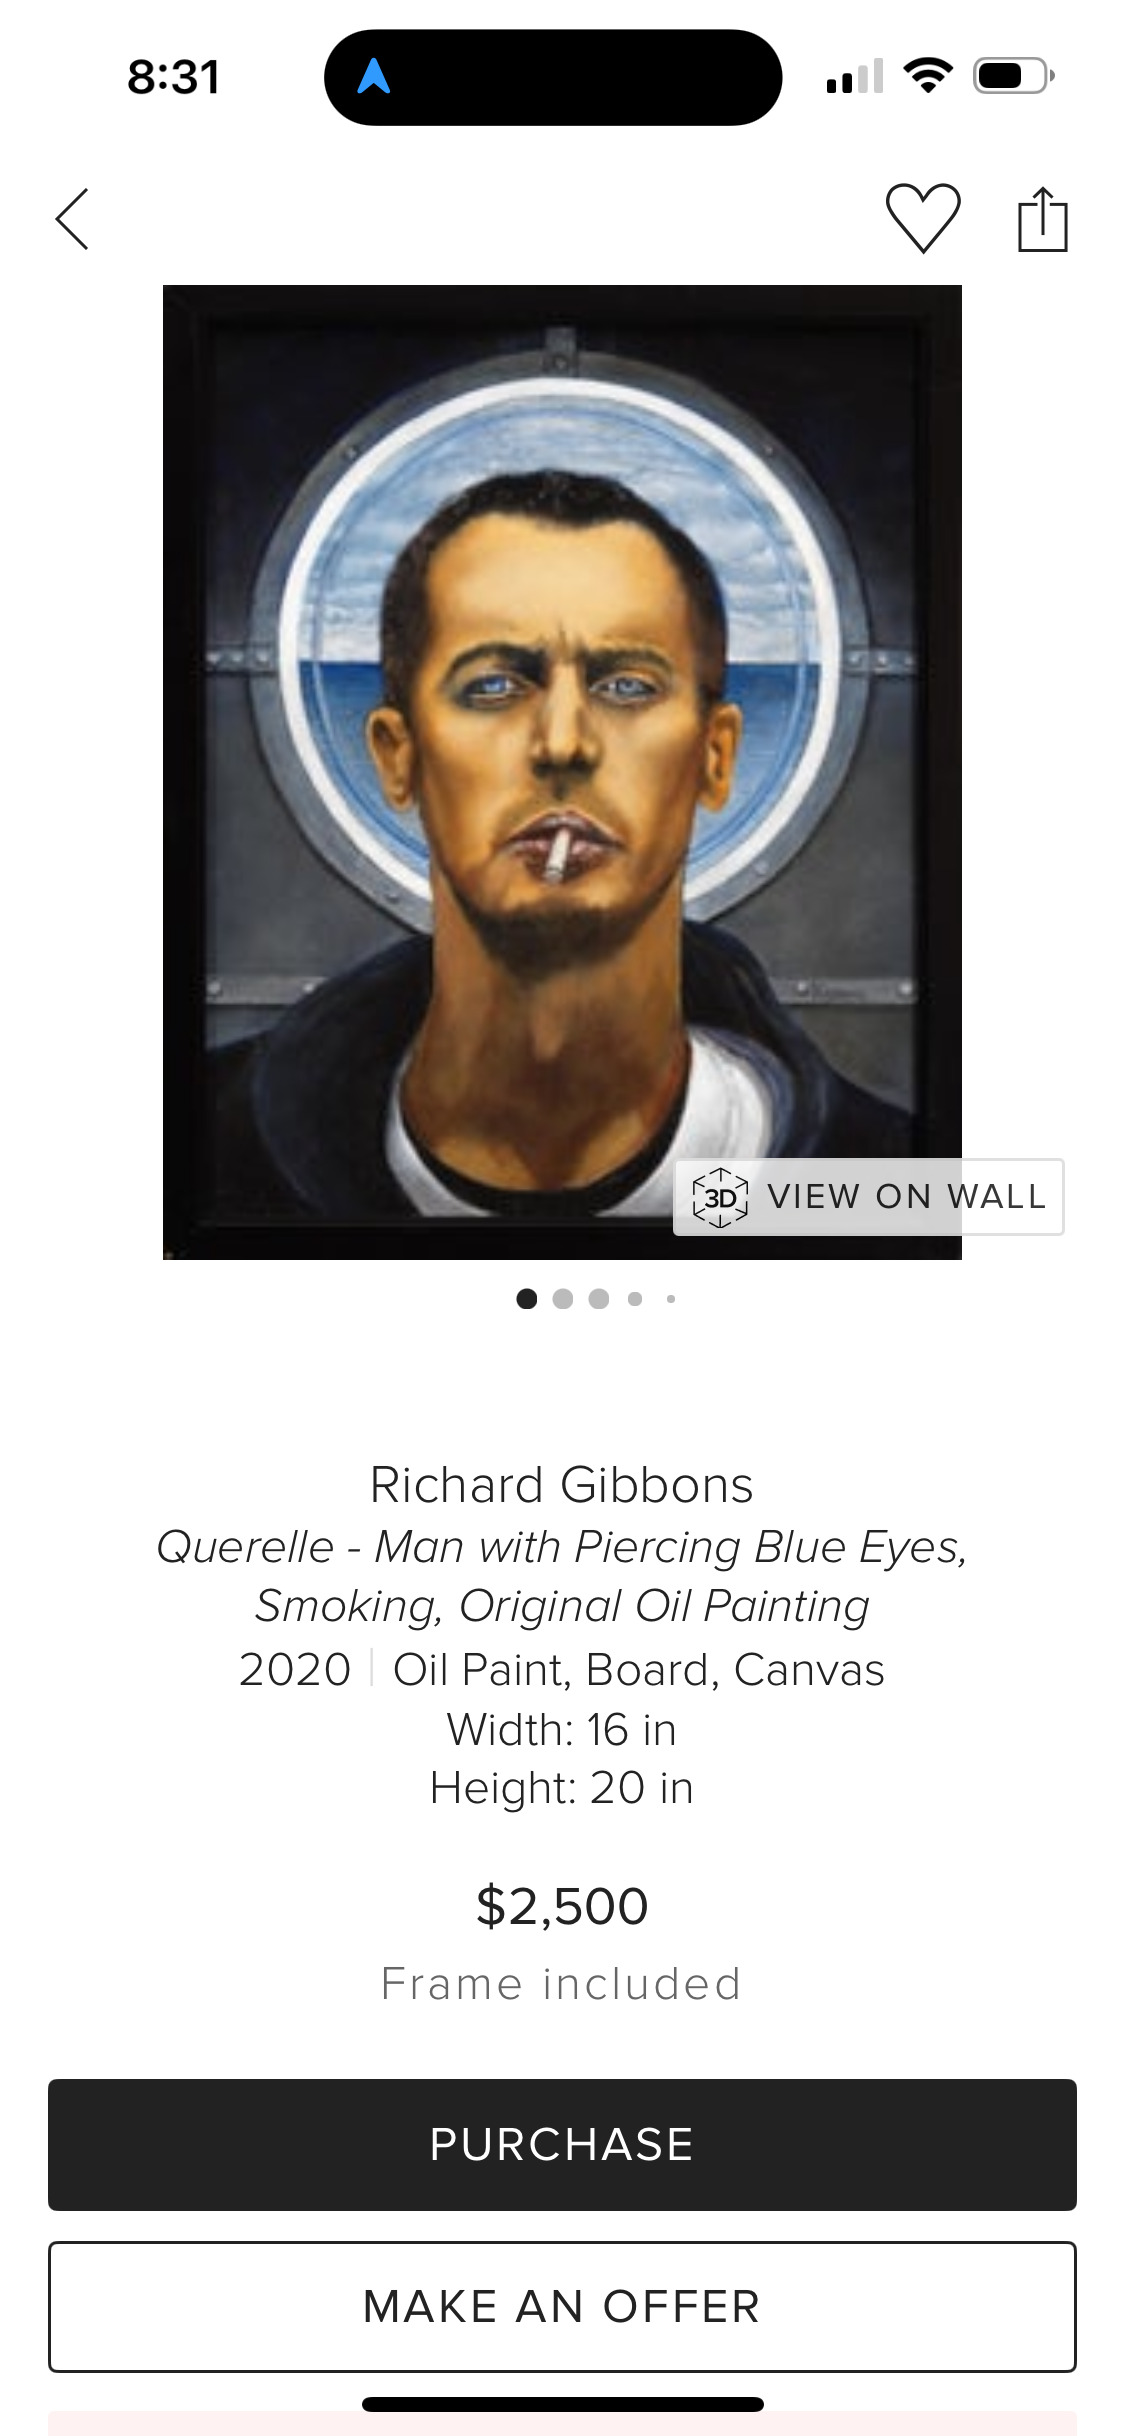 8:31
3D VIEW ON WALL
Richard Gibbons
Querelle - Man with Piercing Blue Eyes,
Smoking, Original Oil Painting
2020 | Oil Paint, Board, Canvas
Width: 16 in
Height: 20 in
$2,500
Frame included
PURCHASE
MAKE AN OFFER